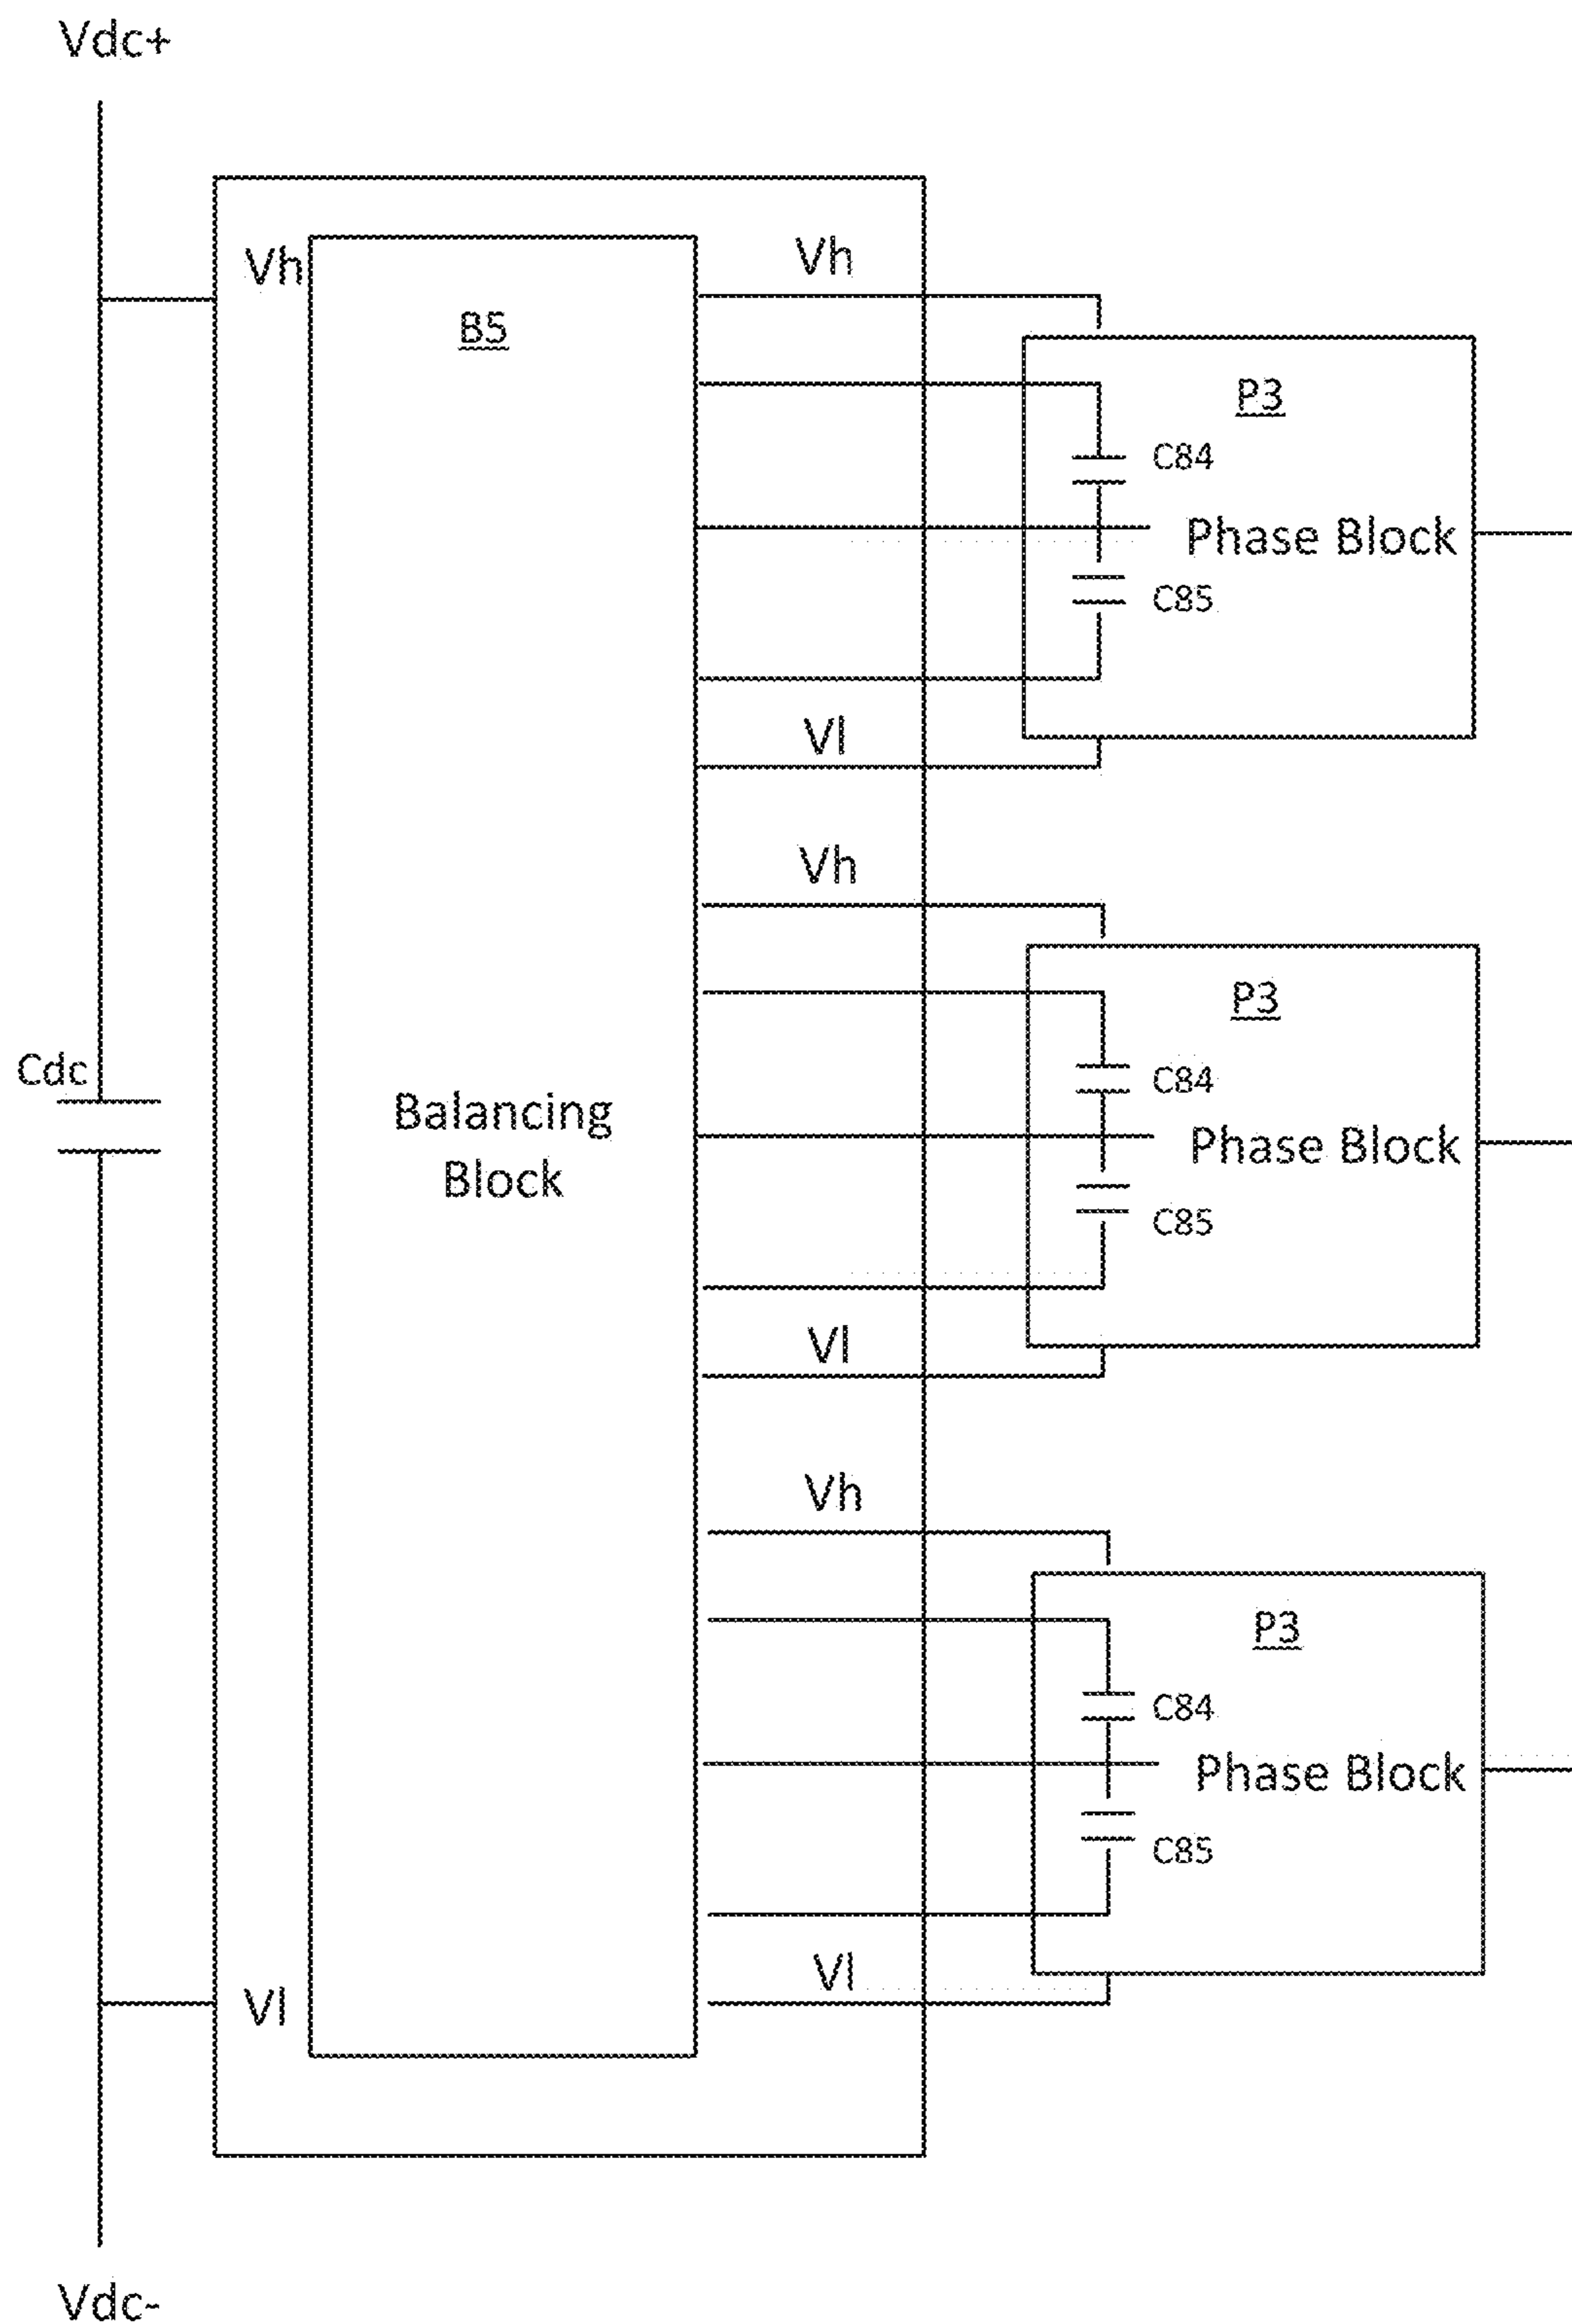 Vdc+
Vh
Vh
B5
P3
C84
Phase Block
C85
Vl
Vh
P3
Cdc
C84
Balancing
Block
Phase Block
C85
Vl
Vh
P3
C84
Phase Block
C85
Vl
Vl
Vdc-